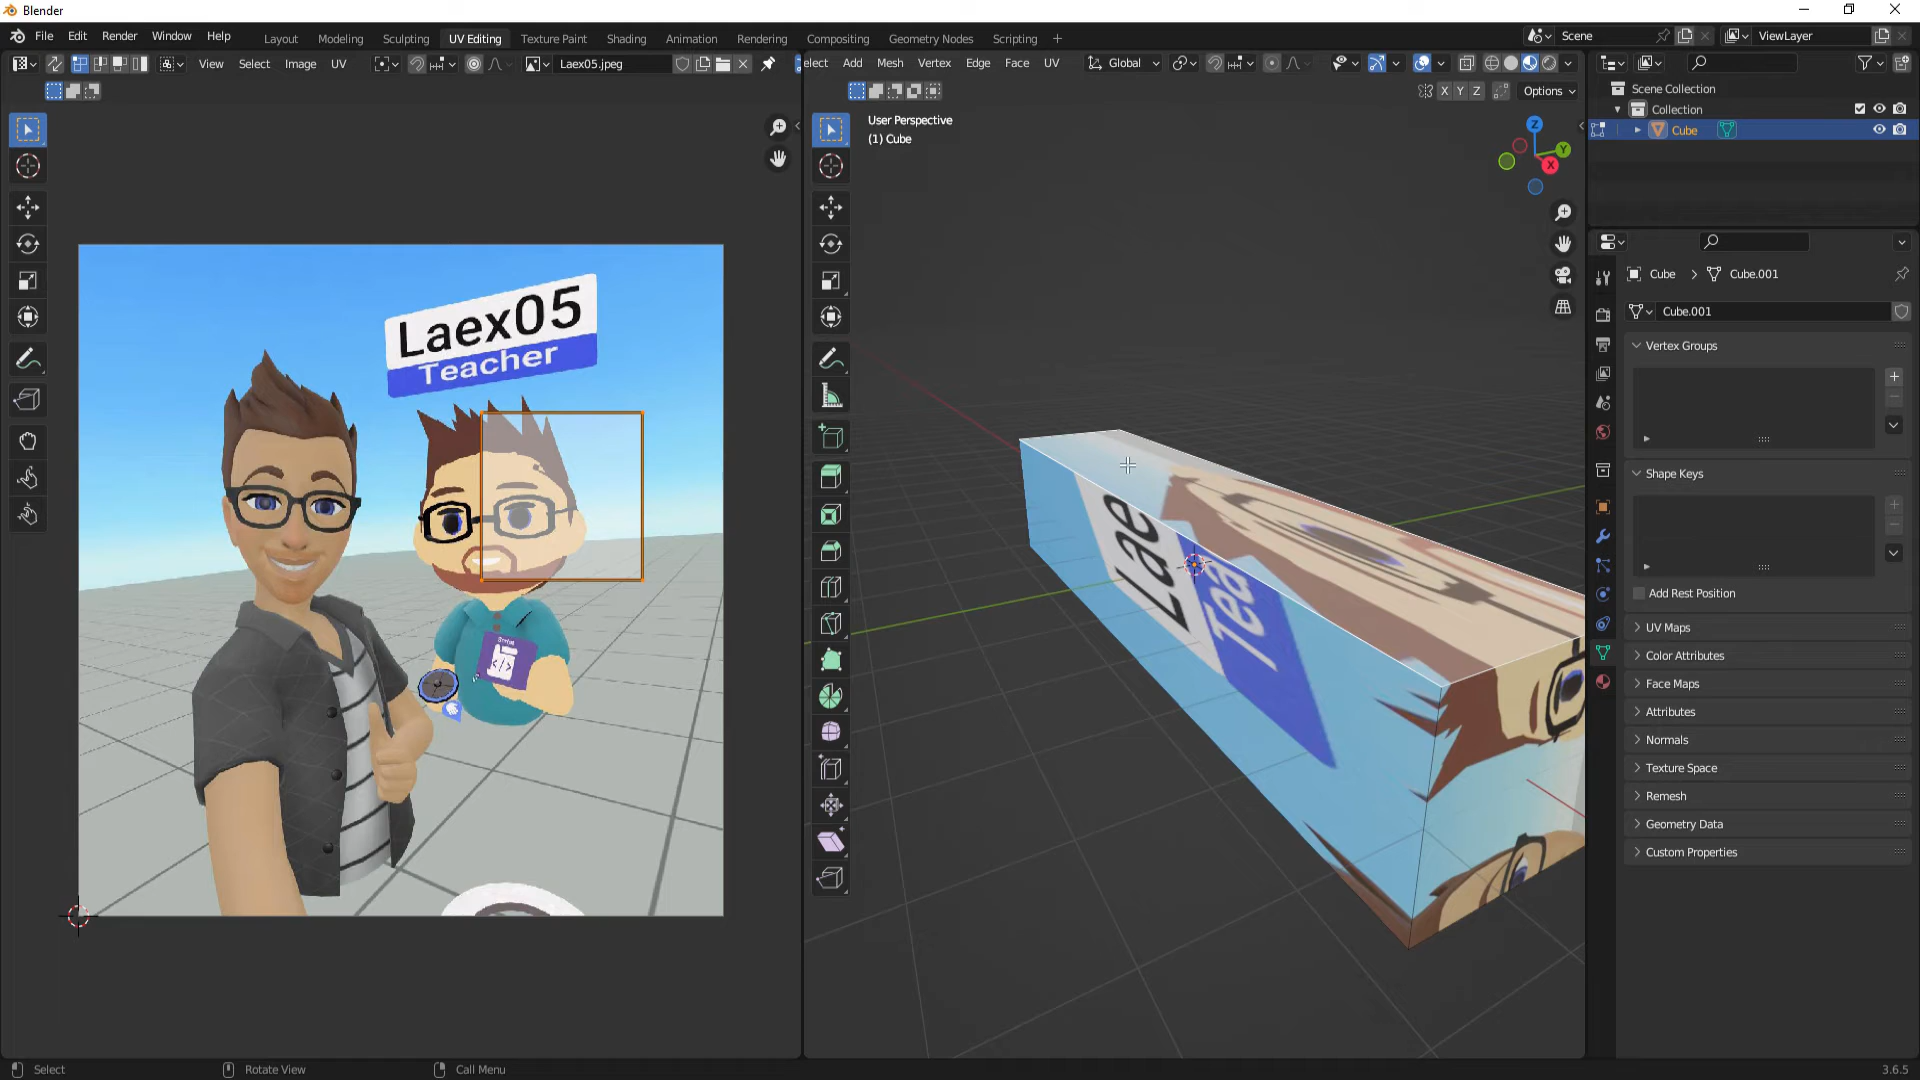 Blender
File Edit Render Window Help
Layout Modeling Sculpting UV Editing Texture Paint Shading Animation Rendering Compositing Geometry Nodes Scripting +
Scene
ViewLayer
View Select Image UV
Laex05.jpeg
elect Add Mesh Vertex Edge Face UV
Global
X Y Z
Options
User Perspective
(1) Cube
Z
Y
X
Laex05
Teacher
Lae
Tea
Scene Collection
Collection
Cube
Cube > Cube.001
Cube.001
Vertex Groups
Shape Keys
Add Rest Position
UV Maps
Color Attributes
Face Maps
Attributes
Normals
Texture Space
Remesh
Geometry Data
Custom Properties
Select
Rotate View
Call Menu
3.6.5